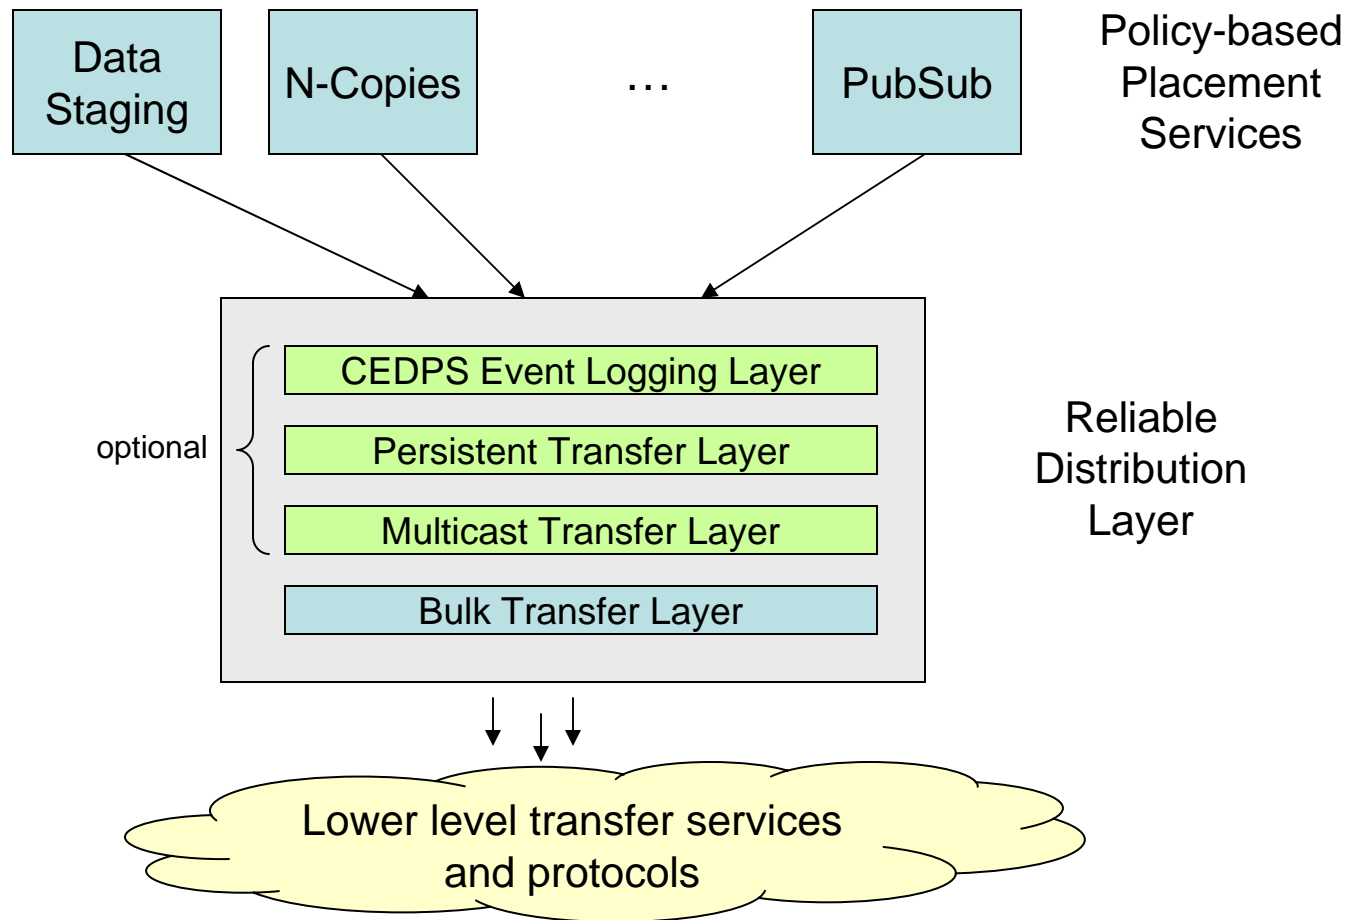 Data
Staging
N-Copies
...
PubSub
Policy-based
Placement
Services
CEDPS Event Logging Layer
optional
Persistent Transfer Layer
Multicast Transfer Layer
Bulk Transfer Layer
Reliable
Distribution
Layer
Lower level transfer services
and protocols